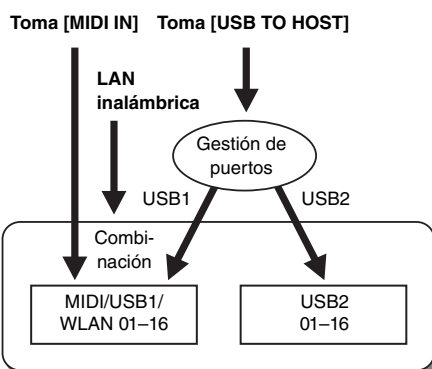 Toma [MIDI IN] Toma [USB TO HOST]
LAN
inalámbrica
Gestión de
puertos
USB1 USB2
Combi-
nación
MIDI/USB1/
WLAN 01–16
USB2
01–16